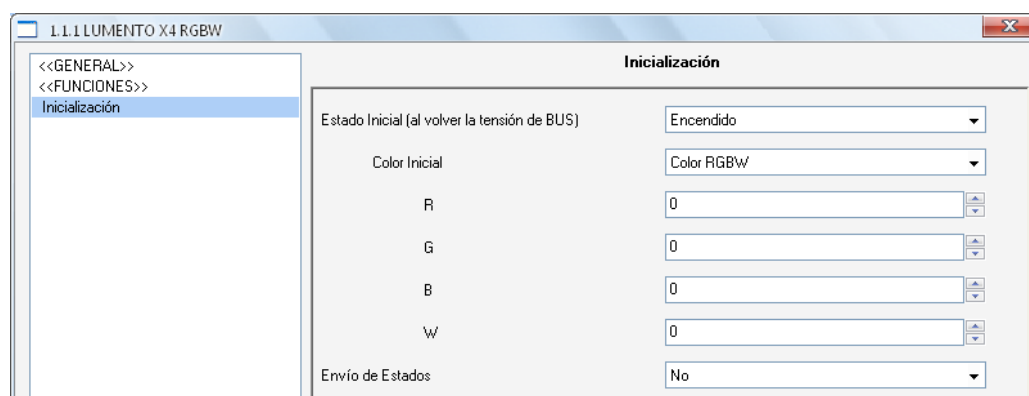 1.1.1 LUMENTO X4 RGBW
<<GENERAL>>
<<FUNCIONES>>
Inicialización
Inicialización
Estado Inicial (al volver la tensión de BUS) Encendido
Color Inicial Color RGBW
R 0
G 0
B 0
W 0
Envío de Estados No